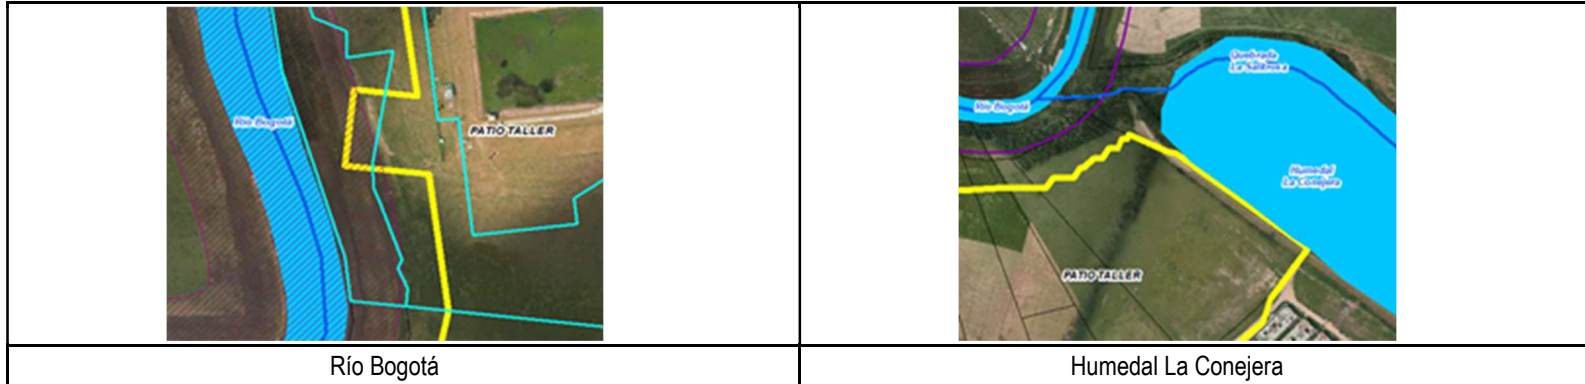 Río Bogotá
PATIO TALLER
Quebrada
La Salitrosa
Río Bogotá
Humedal
La Conejera
PATIO TALLER
Río Bogotá
Humedal La Conejera